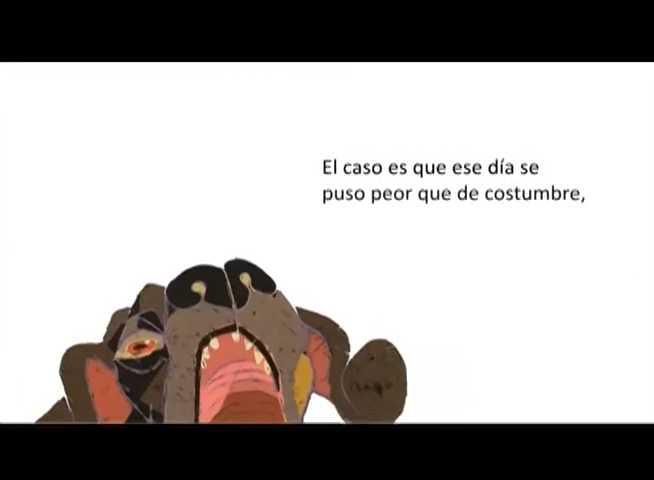 El caso es que ese día se
puso peor que de costumbre,